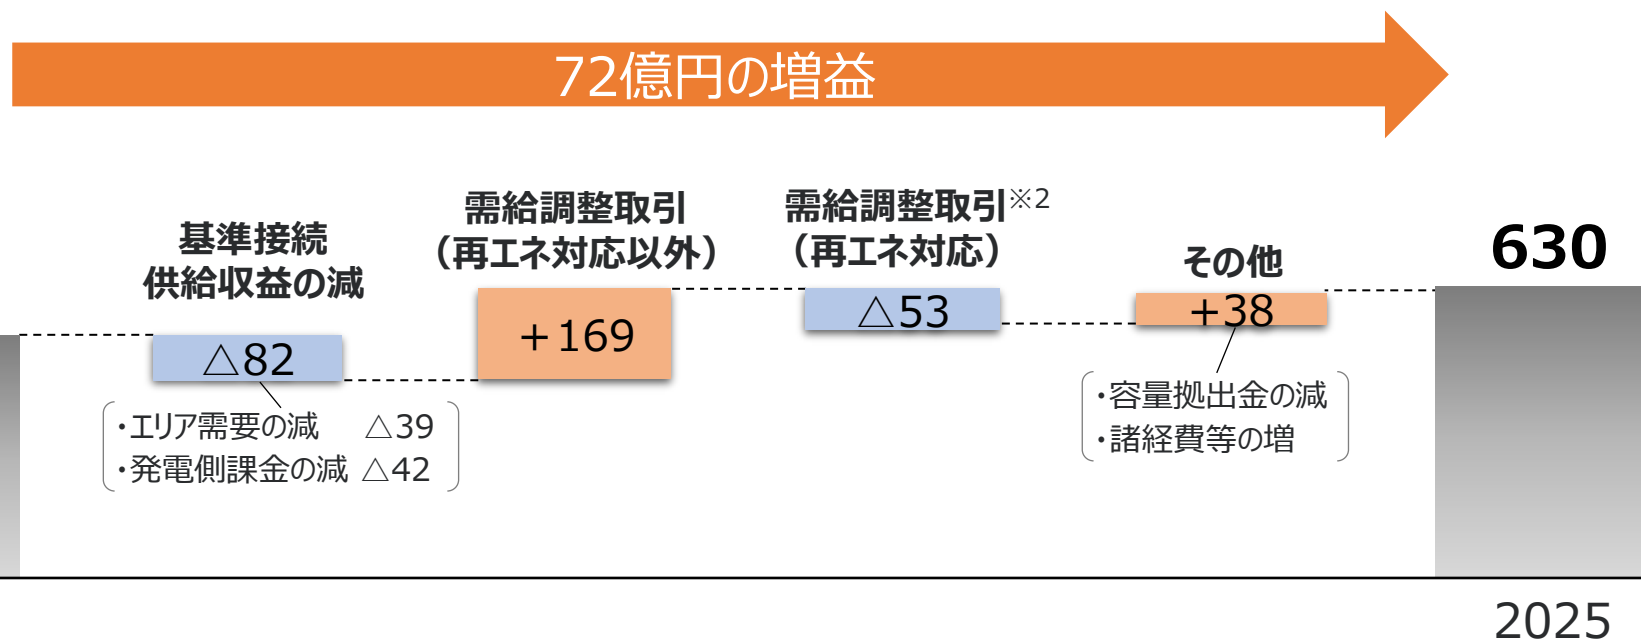 72億円の増益
基準接続
供給収益の減
△82
・エリア需要の減 △39
・発電側課金の減 △42
需給調整取引
（再エネ対応以外）
＋169
需給調整取引※2
（再エネ対応）
△53
その他
+38
・容量拠出金の減
・諸経費等の増
630
2025